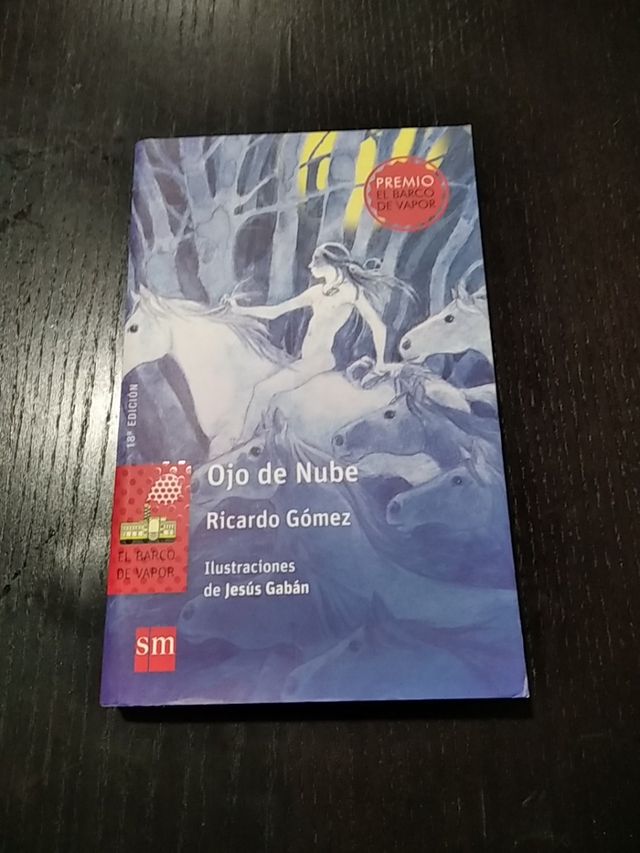 PREMIO
EL BARCO
DE VAPOR
18ª EDICIÓN
Ojo de Nube
Ricardo Gómez
Ilustraciones
de Jesús Gabán
EL BARCO
DE VAPOR
sm